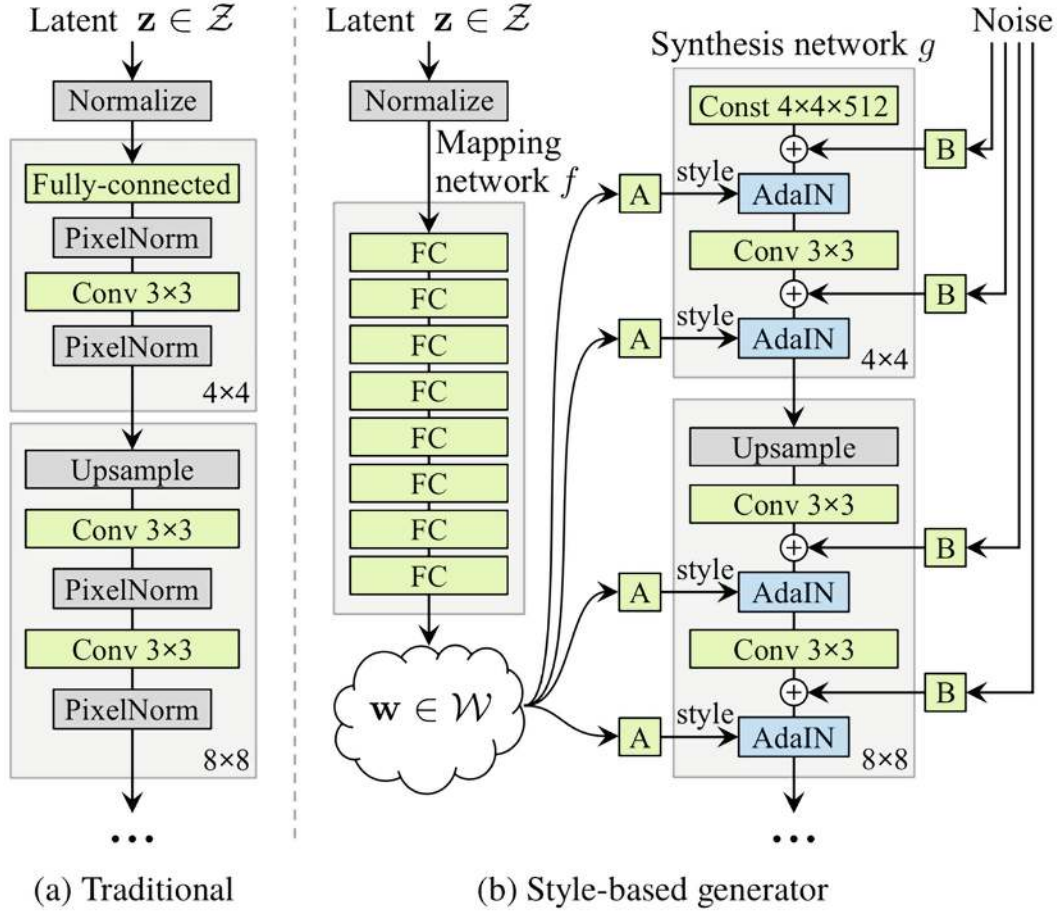 Latent z ∈ 𝒵
Normalize
Fully-connected
PixelNorm
Conv 3×3
PixelNorm
4×4
Upsample
Conv 3×3
PixelNorm
Conv 3×3
PixelNorm
8×8
...
(a) Traditional
Latent z ∈ 𝒵
Normalize
Mapping
network f
FC
FC
FC
FC
FC
FC
FC
FC
w ∈ 𝒲
A
style
A
style
A
style
A
style
Synthesis network g
Noise
Const 4×4×512
+
B
AdaIN
Conv 3×3
+
B
AdaIN
4×4
Upsample
Conv 3×3
+
B
AdaIN
Conv 3×3
+
B
AdaIN
8×8
...
(b) Style-based generator